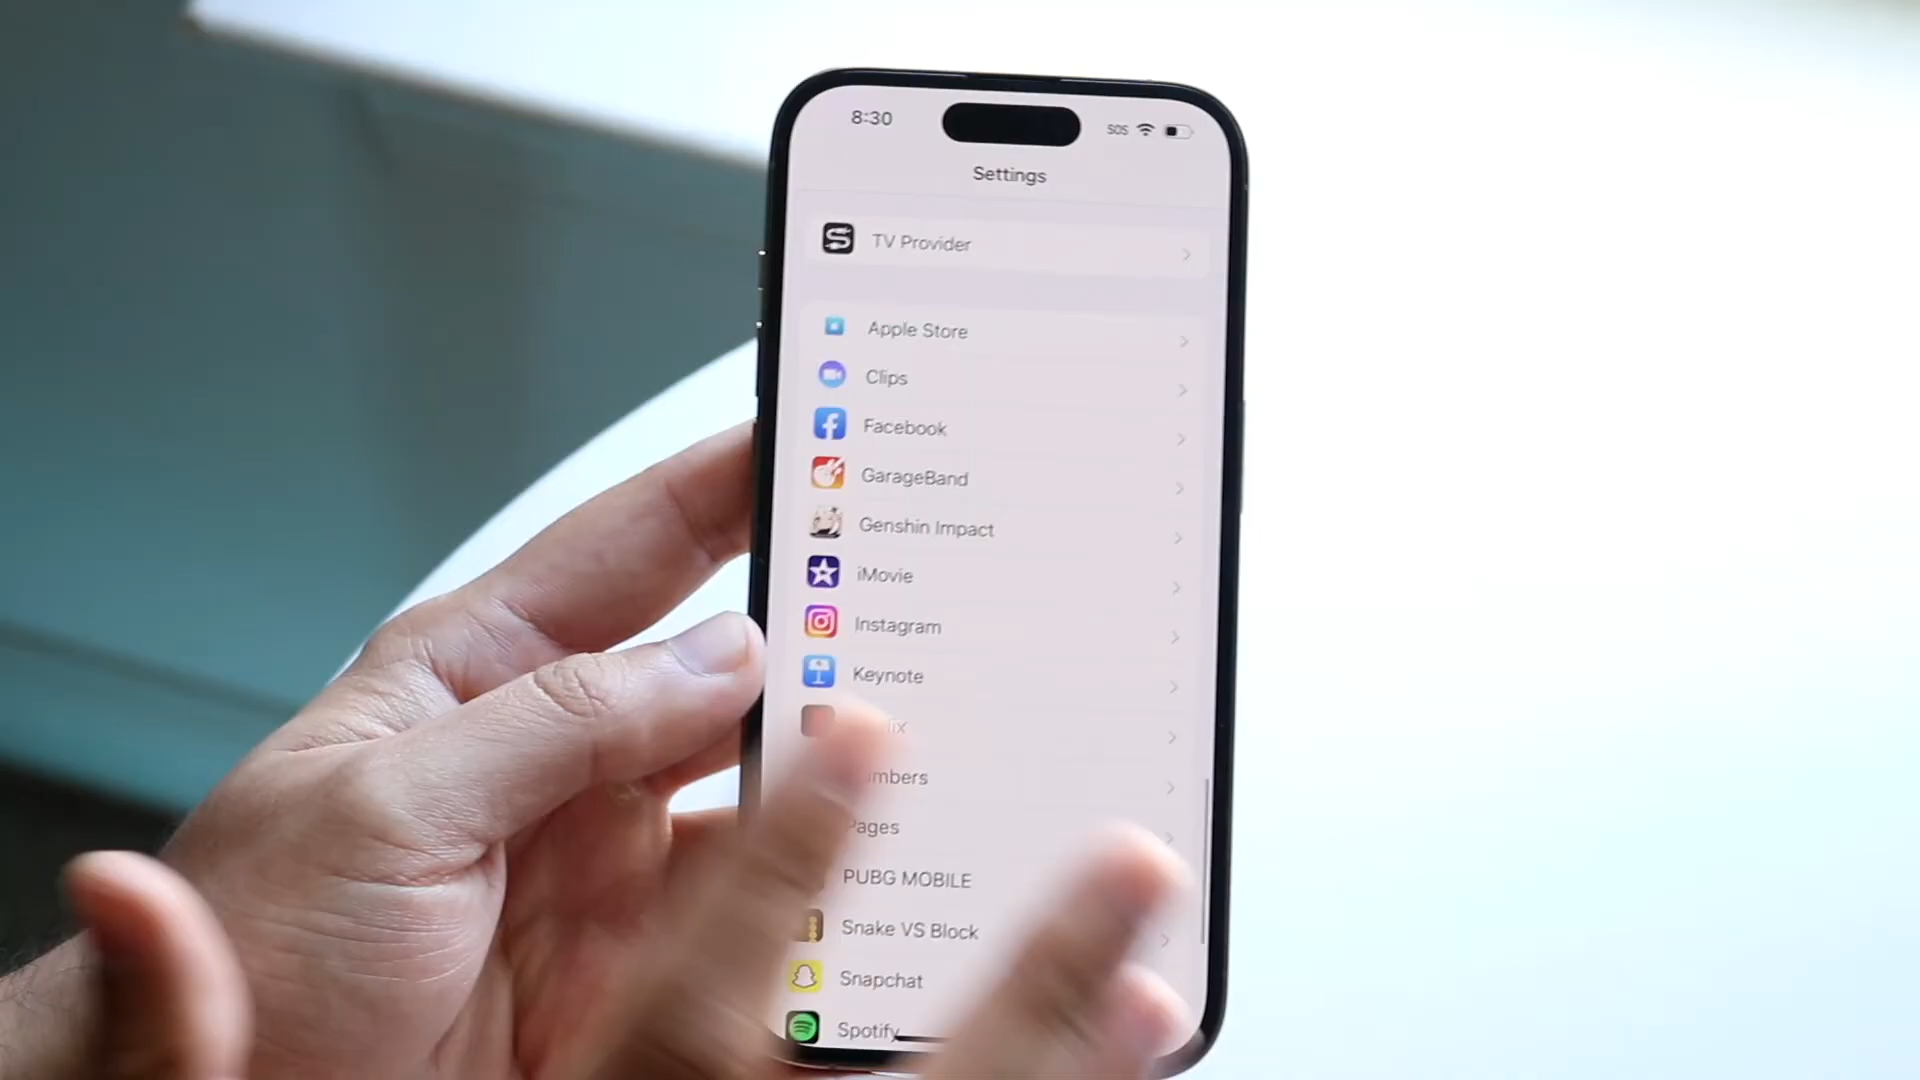 8:30
SOS
Settings
TV Provider
Apple Store
Clips
Facebook
GarageBand
Genshin Impact
iMovie
Instagram
Keynote
Pages
PUBG MOBILE
Snake VS Block
Snapchat
Spotify